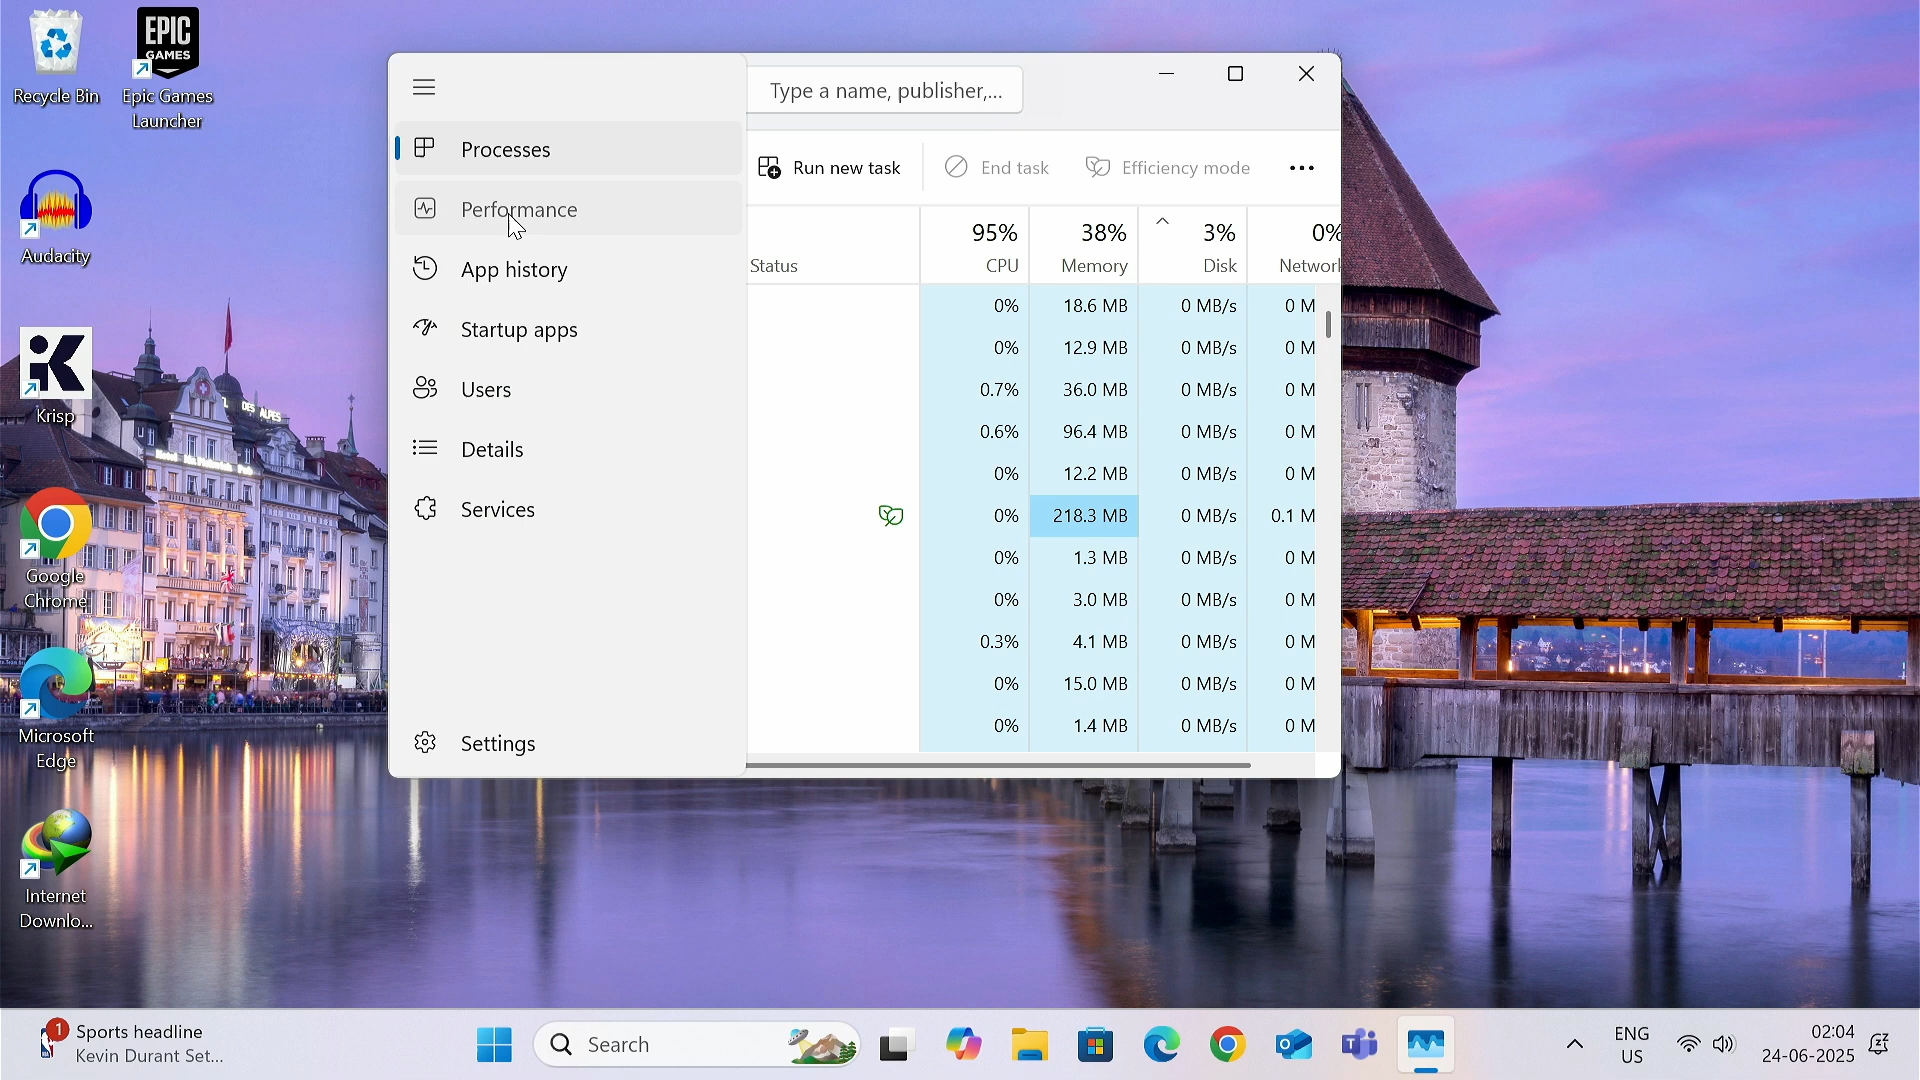 Recycle Bin
EPIC
GAMES
Epic Games
Launcher
Audacity
Krisp
Google
Chrome
Microsoft
Edge
Internet
Downlo...
Type a name, publisher,...
Processes
Performance
App history
Startup apps
Users
Details
Services
Settings
Run new task
End task
Efficiency mode
Status
95%
CPU
38%
Memory
3%
Disk
0%
Network
0% 18.6 MB 0 MB/s 0 M
0% 12.9 MB 0 MB/s 0 M
0.7% 36.0 MB 0 MB/s 0 M
0.6% 96.4 MB 0 MB/s 0 M
0% 12.2 MB 0 MB/s 0 M
0% 218.3 MB 0 MB/s 0.1 M
0% 1.3 MB 0 MB/s 0 M
0% 3.0 MB 0 MB/s 0 M
0.3% 4.1 MB 0 MB/s 0 M
0% 15.0 MB 0 MB/s 0 M
0% 1.4 MB 0 MB/s 0 M
DES ALPES
1
Sports headline
Kevin Durant Set...
Search
ENG
US
02:04
24-06-2025